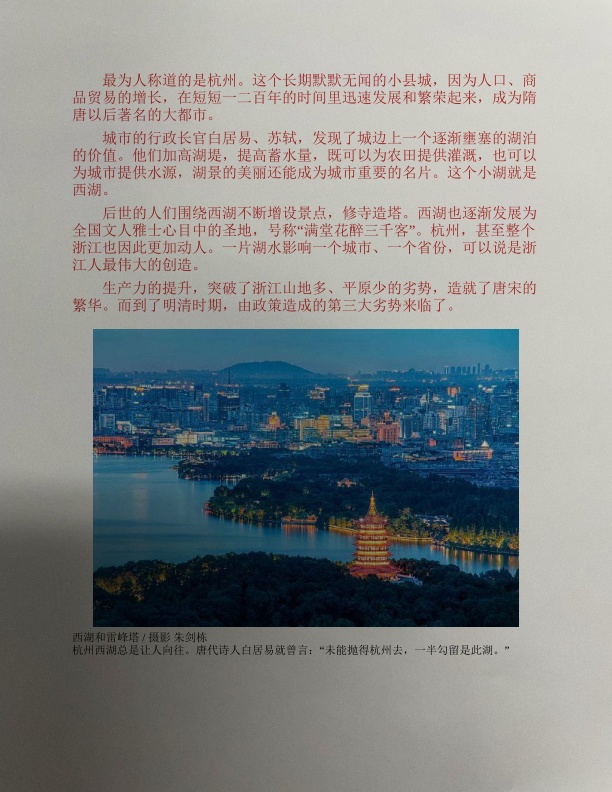 最为人称道的是杭州。这个长期默默无闻的小县城，因为人口、商
品贸易的增长，在短短一二百年的时间里迅速发展和繁荣起来，成为隋
唐以后著名的大都市。
城市的行政长官白居易、苏轼，发现了城边上一个逐渐壅塞的湖泊
的价值。他们加高湖堤，提高蓄水量，既可以为农田提供灌溉，也可以
为城市提供水源，湖景的美丽还能成为城市重要的名片。这个小湖就是
西湖。
后世的人们围绕西湖不断增设景点，修寺造塔。西湖也逐渐发展为
全国文人雅士心目中的圣地，号称“满堂花醉三千客”。杭州，甚至整个
浙江也因此更加动人。一片湖水影响一个城市、一个省份，可以说是浙
江人最伟大的创造。
生产力的提升，突破了浙江山地多、平原少的劣势，造就了唐宋的
繁华。而到了明清时期，由政策造成的第三大劣势来临了。
西湖和雷峰塔 / 摄影 朱剑栋
杭州西湖总是让人向往。唐代诗人白居易就曾言：“未能抛得杭州去，一半勾留是此湖。”